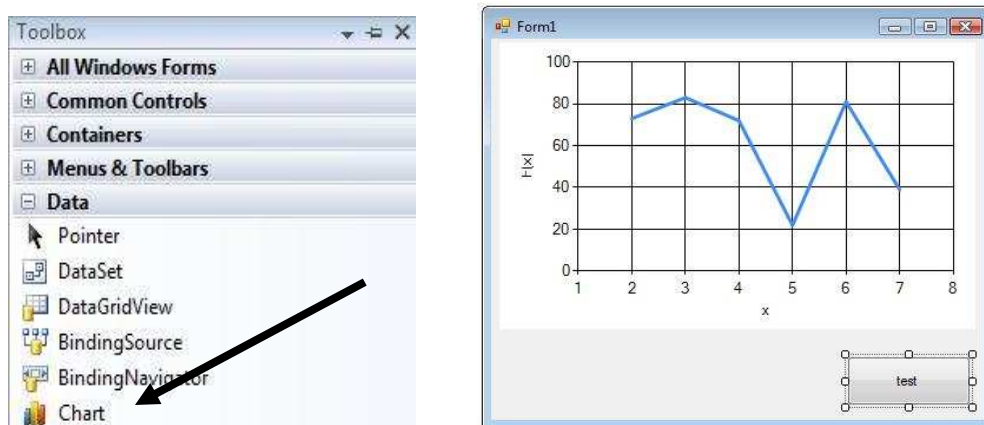 Toolbox
All Windows Forms
Common Controls
Containers
Menus & Toolbars
Data
Pointer
DataSet
DataGridView
BindingSource
BindingNavigator
Chart
Form1
100
80
60
40
20
0
F(x)
1 2 3 4 5 6 7 8
x
test